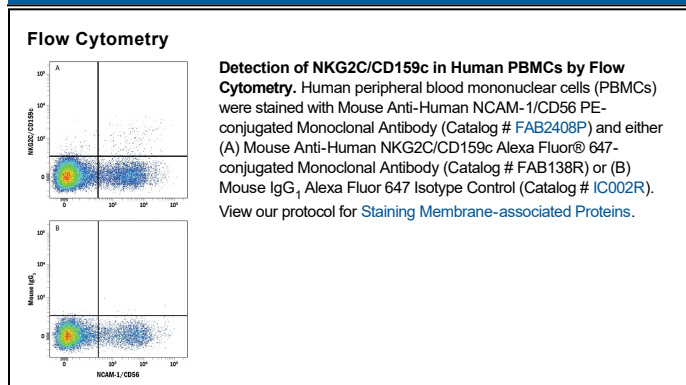 Flow Cytometry
A
NKG2C/CD159c
10⁵
10⁴
10³
0
0
10³
10⁴
10⁵
B
Mouse IgG₁
10⁵
10⁴
10³
0
0
10³
10⁴
10⁵
NCAM-1/CD56
Detection of NKG2C/CD159c in Human PBMCs by Flow
Cytometry. Human peripheral blood mononuclear cells (PBMCs)
were stained with Mouse Anti-Human NCAM-1/CD56 PE-
conjugated Monoclonal Antibody (Catalog # FAB2408P) and either
(A) Mouse Anti-Human NKG2C/CD159c Alexa Fluor® 647-
conjugated Monoclonal Antibody (Catalog # FAB138R) or (B)
Mouse IgG₁ Alexa Fluor 647 Isotype Control (Catalog # IC002R).
View our protocol for Staining Membrane-associated Proteins.